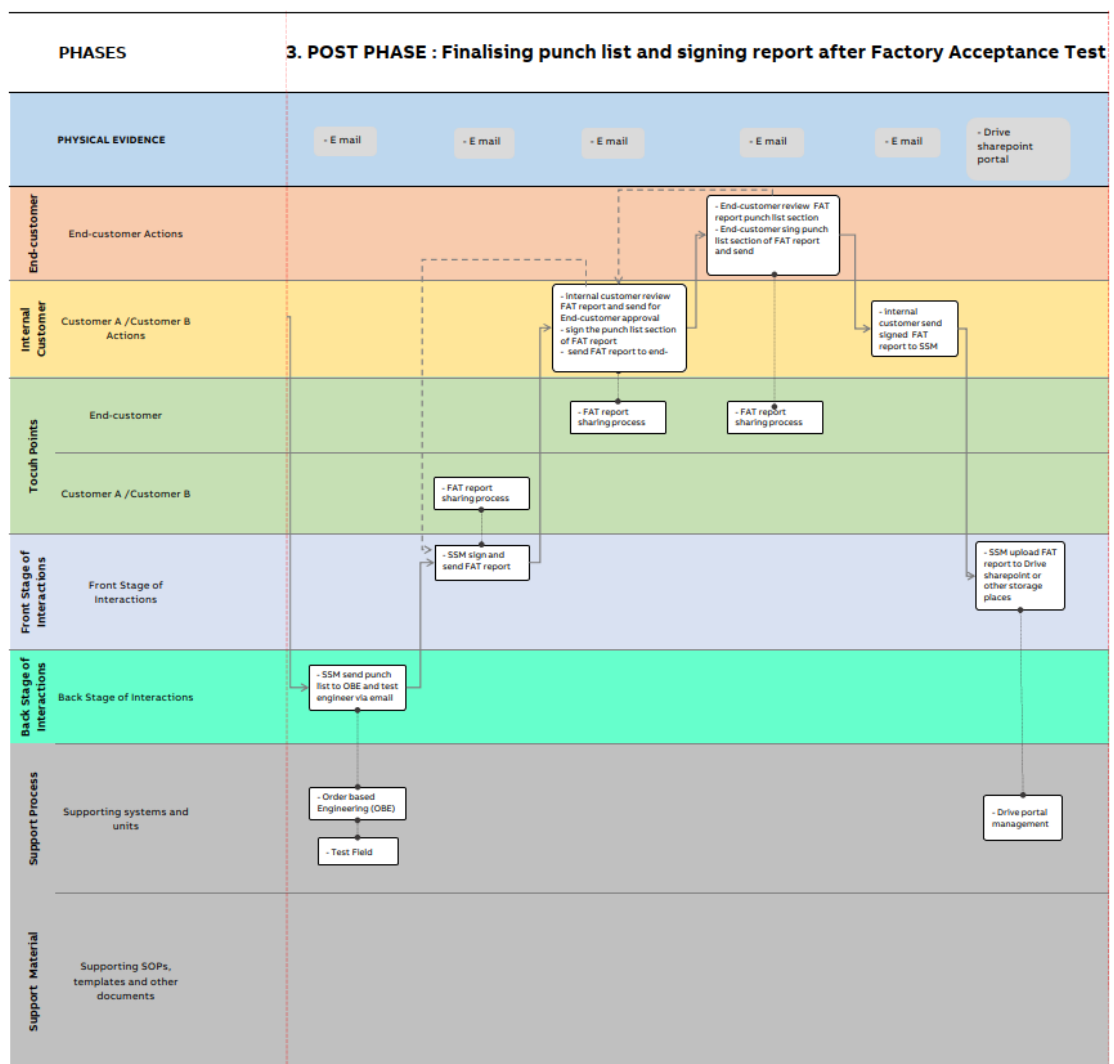 PHASES
3. POST PHASE : Finalising punch list and signing report after Factory Acceptance Test
PHYSICAL EVIDENCE
- E mail
- E mail
- E mail
- E mail
- E mail
- Drive
sharepoint
portal
End-customer
End-customer Actions
- End-customer review FAT
report punch list section
- End-customer sing punch
list section of FAT report
and send
Internal
Customer
Customer A /Customer B
Actions
- Internal customer review
FAT report and send for
End-customer approval
- sign the punch list section
of FAT report
- send FAT report to end-
- Internal
customer send
signed FAT
report to SSM
Tocuh Points
End-customer
- FAT report
sharing process
- FAT report
sharing process
Customer A /Customer B
- FAT report
sharing process
Front Stage of
Interactions
Front Stage of
Interactions
- SSM sign and
send FAT report
- SSM upload FAT
report to Drive
sharepoint or
other storage
places
Back Stage of
Interactions
Back Stage of Interactions
- SSM send punch
list to OBE and test
engineer via email
Support Process
Supporting systems and
units
- Order based
Engineering (OBE)
- Test Field
- Drive portal
management
Support Material
Supporting SOPs,
templates and other
documents